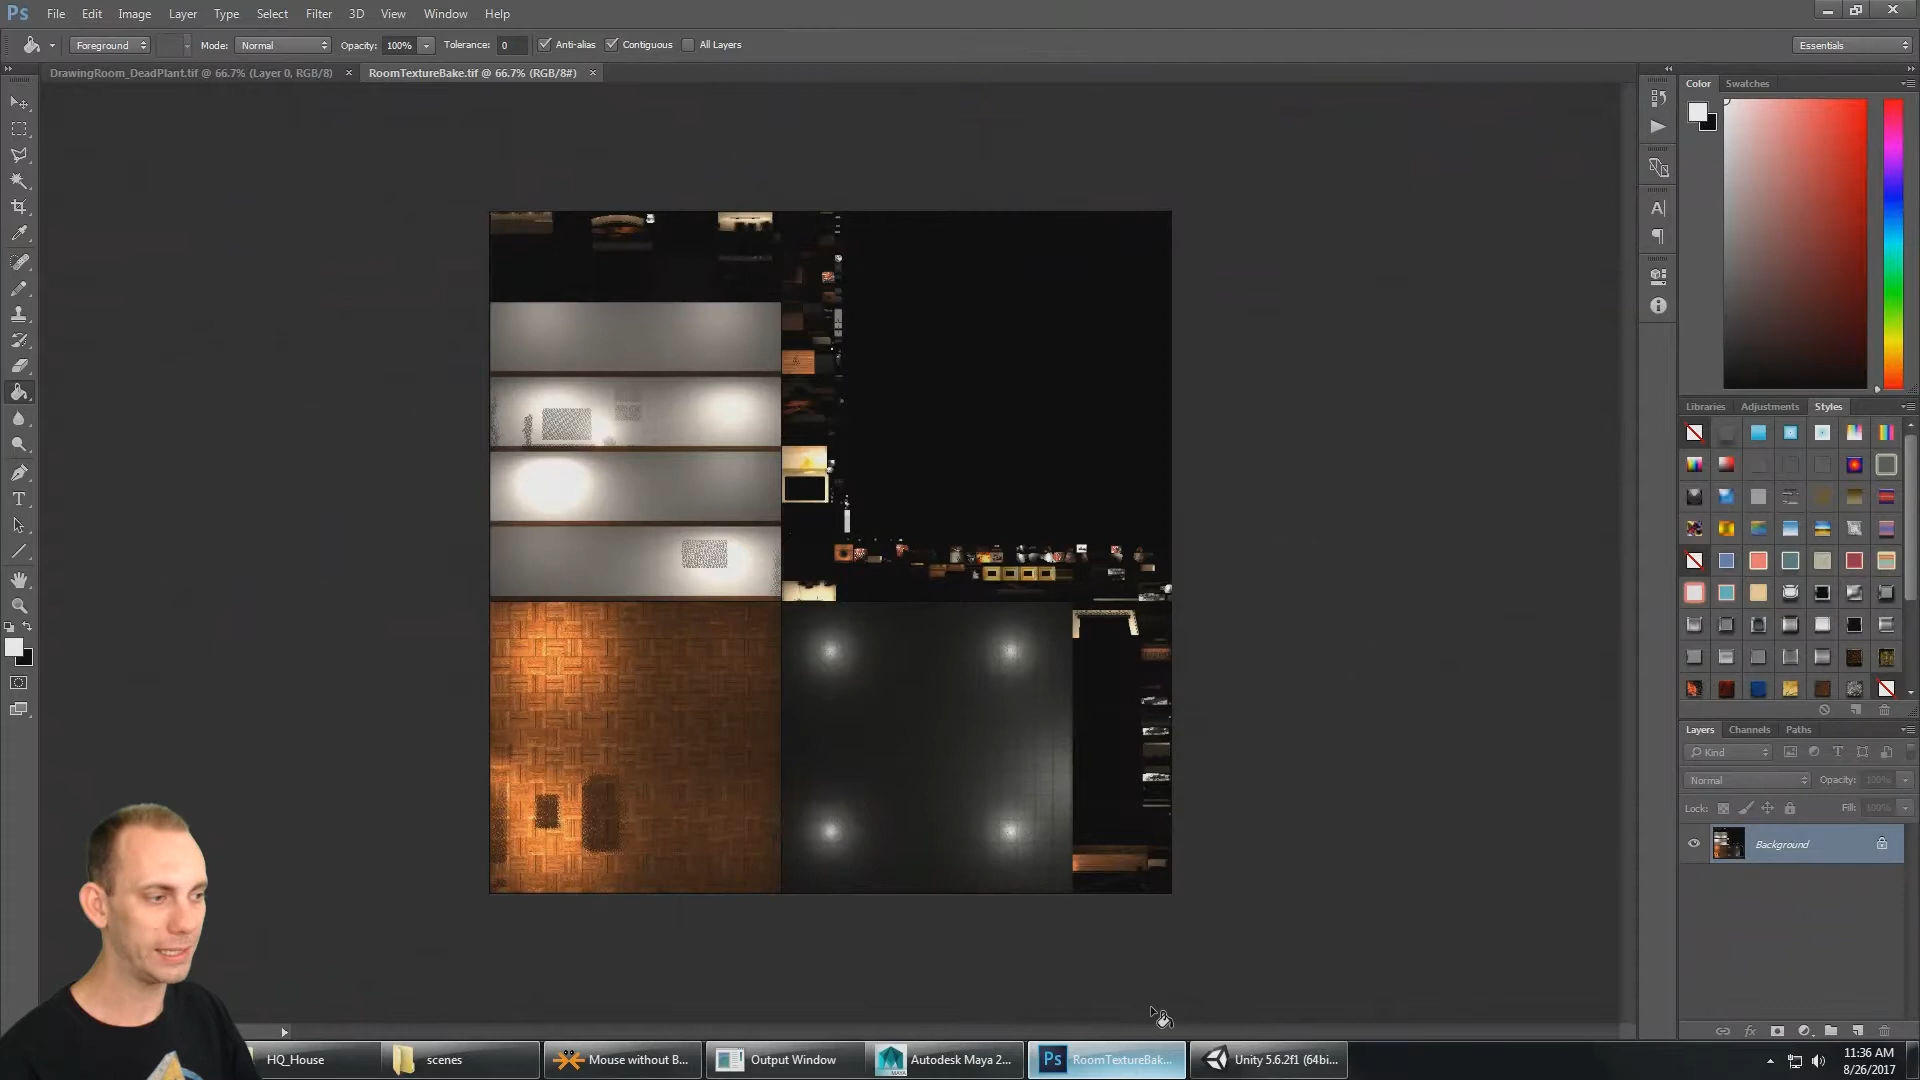 Ps File Edit Image Layer Type Select Filter 3D View Window Help
Foreground Mode: Normal Opacity: 100% Tolerance: 0 Anti-alias Contiguous All Layers Essentials
DrawingRoom_DeadPlant.tif @ 66.7% (Layer 0, RGB/8) × RoomTextureBake.tif @ 66.7% (RGB/8#) ×
Color Swatches
Libraries Adjustments Styles
Layers Channels Paths
Kind
Normal Opacity: 100%
Lock: Fill: 100%
Background
HQ_House scenes Mouse without B... Output Window Autodesk Maya 2... Ps RoomTextureBak... Unity 5.6.2f1 (64bi...
11:36 AM
8/26/2017